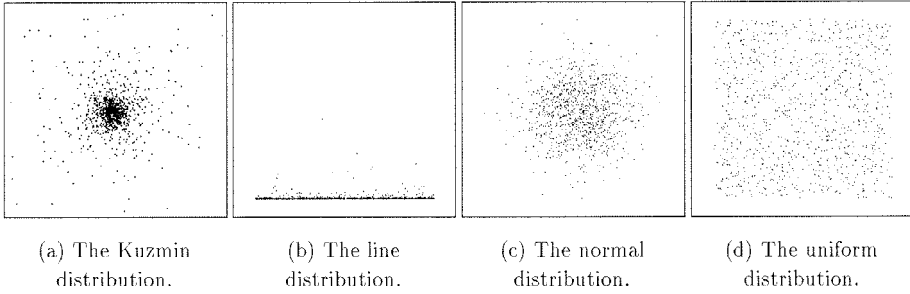 (a) The Kuzmin
distribution.
(b) The line
distribution.
(c) The normal
distribution.
(d) The uniform
distribution.